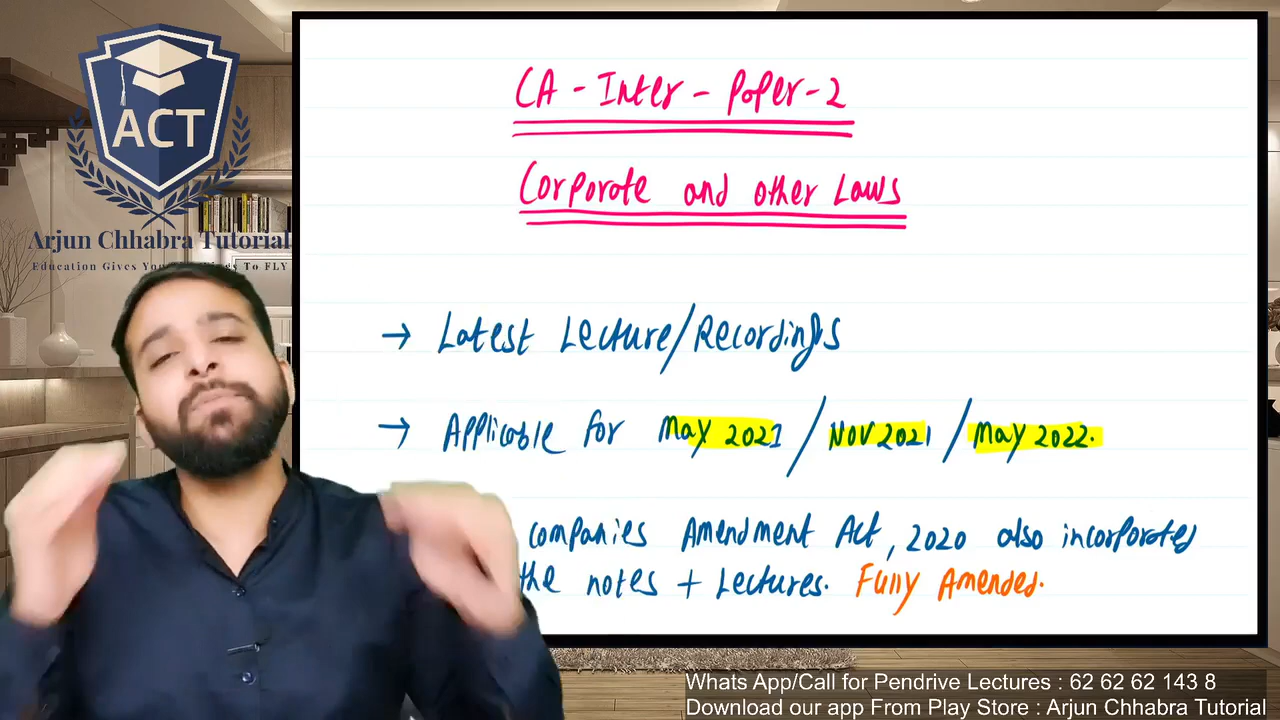 ACT
Arjun Chhabra Tutorial
Education Gives You To FLY
CA - Inter - Paper - 2
Corporate and other Laws
→ Latest Lecture/Recordings
→ Applicable for May 2021 / Nov 2021 / May 2022.
companies Amendment Act, 2020 also incorporated
the notes + Lectures. Fully Amended.
Whats App/Call for Pendrive Lectures : 62 62 62 143 8
Download our app From Play Store : Arjun Chhabra Tutorial